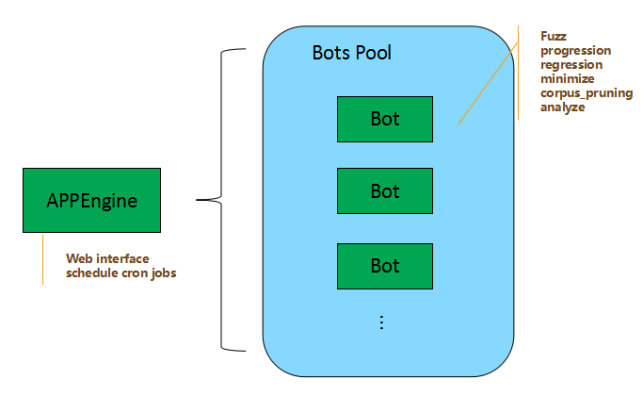 Bots Pool
Fuzz
progression
regression
minimize
corpus_pruning
analyze
Bot
APPEngine
Bot
Web interface
schedule cron jobs
Bot
⋮